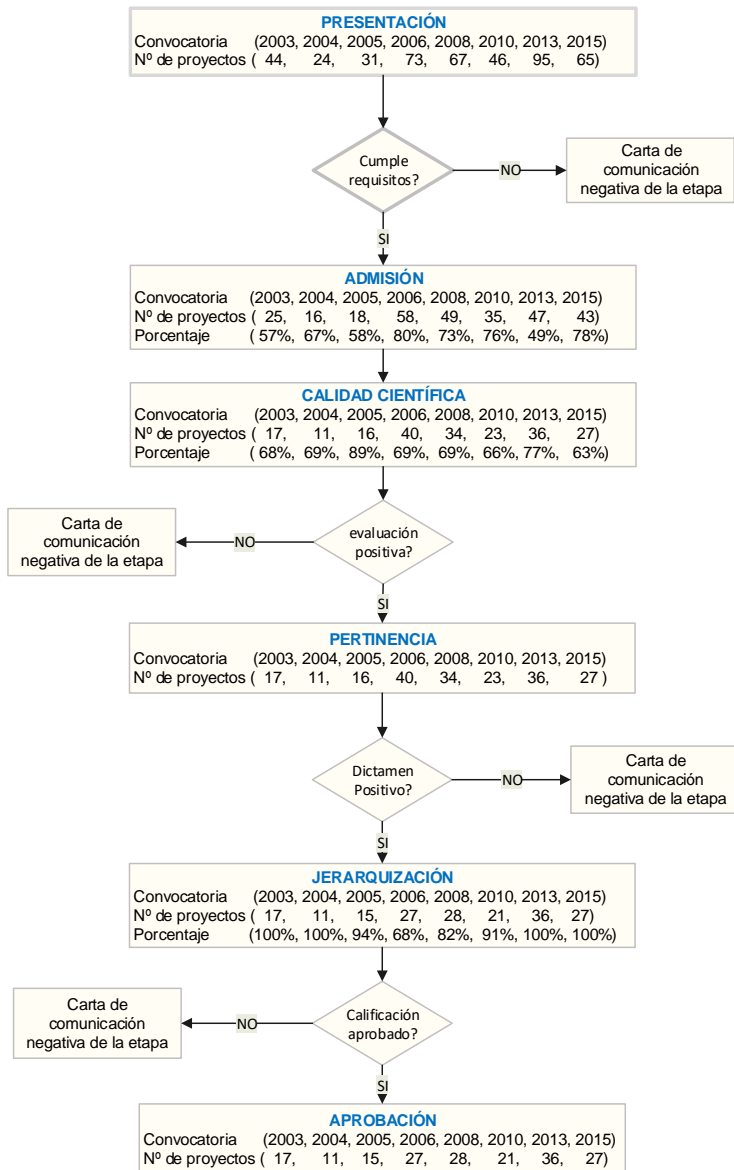 PRESENTACIÓN
Convocatoria (2003, 2004, 2005, 2006, 2008, 2010, 2013, 2015)
Nº de proyectos ( 44, 24, 31, 73, 67, 46, 95, 65)
Cumple
requisitos?
NO
Carta de
comunicación
negativa de la etapa
SI
ADMISIÓN
Convocatoria (2003, 2004, 2005, 2006, 2008, 2010, 2013, 2015)
Nº de proyectos ( 25, 16, 18, 58, 49, 35, 47, 43)
Porcentaje ( 57%, 67%, 58%, 80%, 73%, 76%, 49%, 78%)
CALIDAD CIENTÍFICA
Convocatoria (2003, 2004, 2005, 2006, 2008, 2010, 2013, 2015)
Nº de proyectos ( 17, 11, 16, 40, 34, 23, 36, 27)
Porcentaje ( 68%, 69%, 89%, 69%, 69%, 66%, 77%, 63%)
evaluación
positiva?
NO
Carta de
comunicación
negativa de la etapa
SI
PERTINENCIA
Convocatoria (2003, 2004, 2005, 2006, 2008, 2010, 2013, 2015)
Nº de proyectos ( 17, 11, 16, 40, 34, 23, 36, 27 )
Dictamen
Positivo?
NO
Carta de
comunicación
negativa de la etapa
SI
JERARQUIZACIÓN
Convocatoria (2003, 2004, 2005, 2006, 2008, 2010, 2013, 2015)
Nº de proyectos ( 17, 11, 15, 27, 28, 21, 36, 27)
Porcentaje (100%, 100%, 94%, 68%, 82%, 91%, 100%, 100%)
Calificación
aprobado?
NO
Carta de
comunicación
negativa de la etapa
SI
APROBACIÓN
Convocatoria (2003, 2004, 2005, 2006, 2008, 2010, 2013, 2015)
Nº de proyectos ( 17, 11, 15, 27, 28, 21, 36, 27)